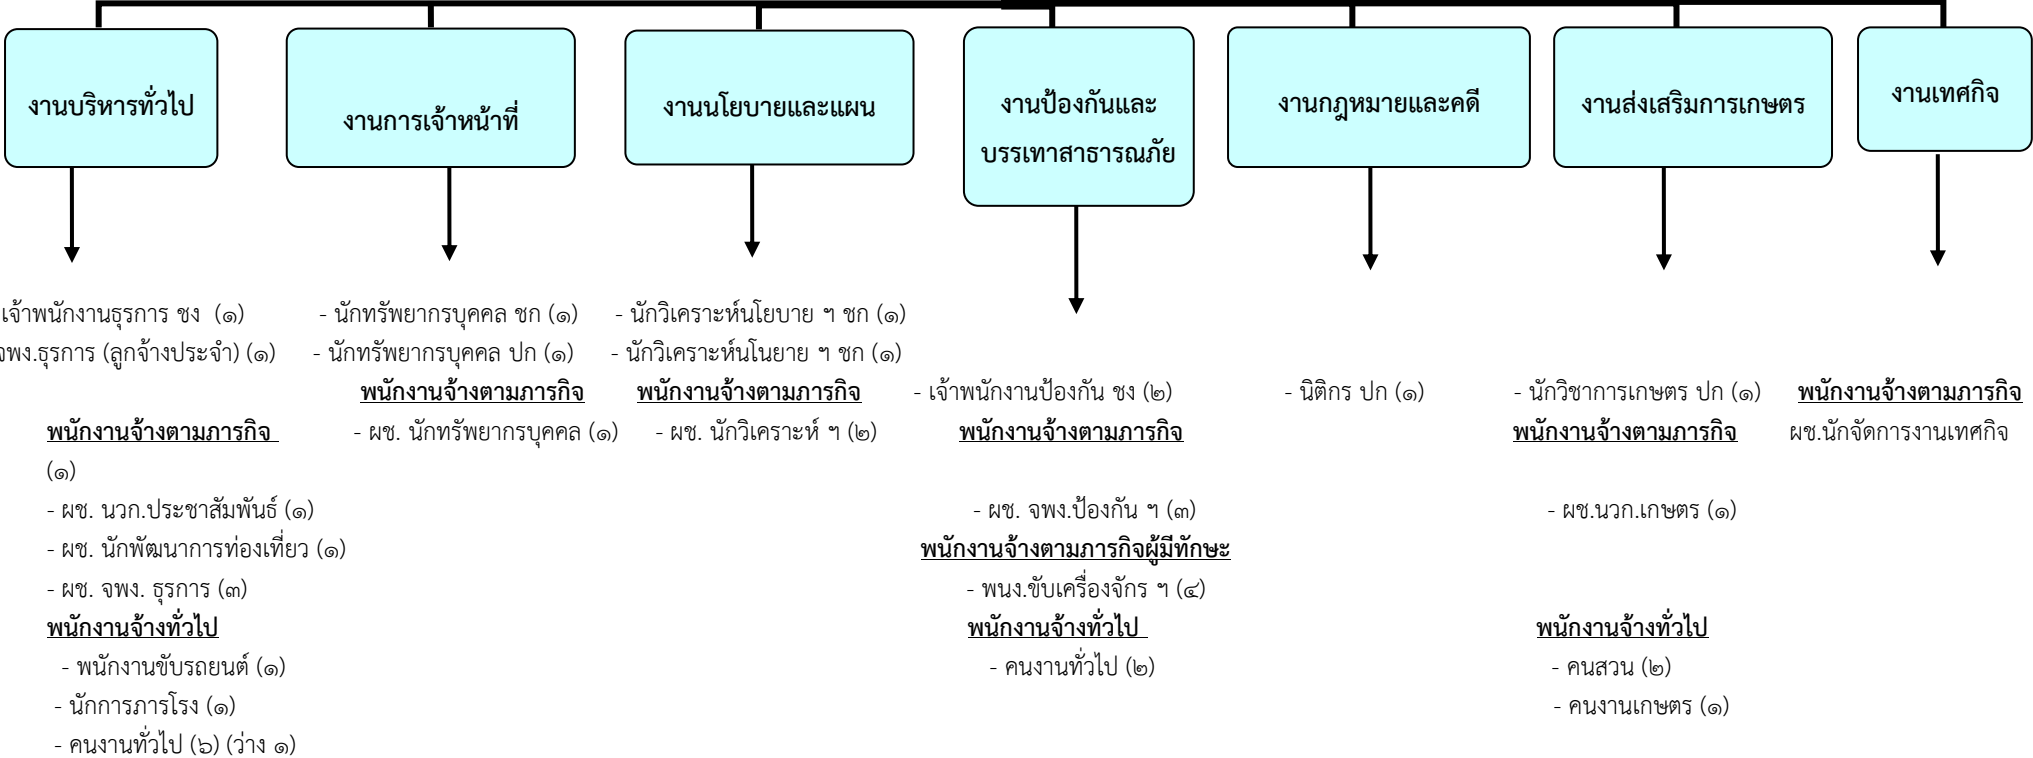 งานบริหารทั่วไป
งานการเจ้าหน้าที่
งานนโยบายและแผน
งานป้องกันและ
บรรเทาสาธารณภัย
งานกฎหมายและคดี
งานส่งเสริมการเกษตร
งานเทศกิจ
เจ้าพนักงานธุรการ ชง (๑)
จพง.ธุรการ (ลูกจ้างประจำ) (๑)
พนักงานจ้างตามภารกิจ
(๑)
- ผช. นวก.ประชาสัมพันธ์ (๑)
- ผช. นักพัฒนาการท่องเที่ยว (๑)
- ผช. จพง. ธุรการ (๓)
พนักงานจ้างทั่วไป
- พนักงานขับรถยนต์ (๑)
- นักการภารโรง (๑)
- คนงานทั่วไป (๖) (ว่าง ๑)
- นักทรัพยากรบุคคล ชก (๑)
- นักทรัพยากรบุคคล ปก (๑)
พนักงานจ้างตามภารกิจ
- ผช. นักทรัพยากรบุคคล (๑)
- นักวิเคราะห์นโยบาย ฯ ชก (๑)
- นักวิเคราะห์นโนยาย ฯ ชก (๑)
พนักงานจ้างตามภารกิจ
- ผช. นักวิเคราะห์ ฯ (๒)
- เจ้าพนักงานป้องกัน ชง (๒)
พนักงานจ้างตามภารกิจ
- ผช. จพง.ป้องกัน ฯ (๓)
พนักงานจ้างตามภารกิจผู้มีทักษะ
- พนง.ขับเครื่องจักร ฯ (๔)
พนักงานจ้างทั่วไป
- คนงานทั่วไป (๒)
- นิติกร ปก (๑)
- นักวิชาการเกษตร ปก (๑)
พนักงานจ้างตามภารกิจ
- ผช.นวก.เกษตร (๑)
พนักงานจ้างทั่วไป
- คนสวน (๒)
- คนงานเกษตร (๑)
พนักงานจ้างตามภารกิจ
ผช.นักจัดการงานเทศกิจ